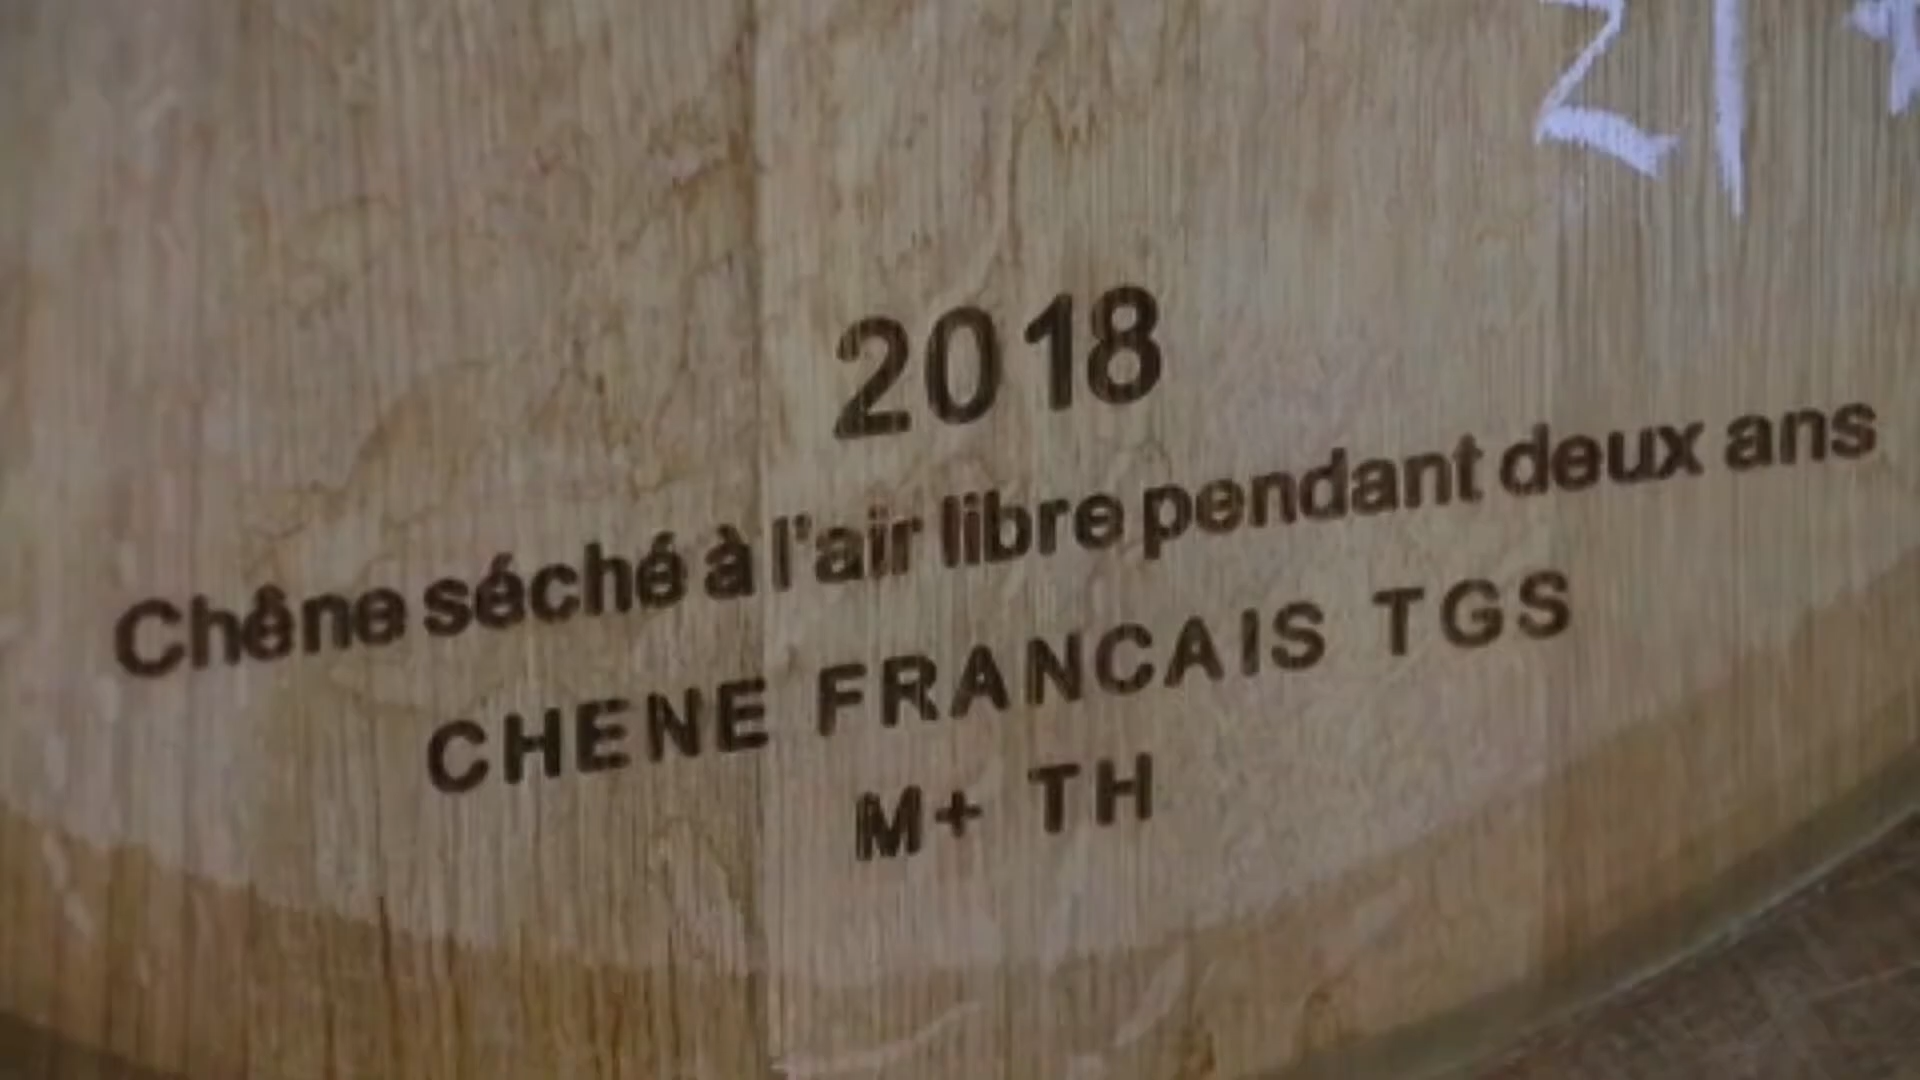 2018
Chêne séché à l'air libre pendant deux ans
CHENE FRANCAIS TGS
M+ TH